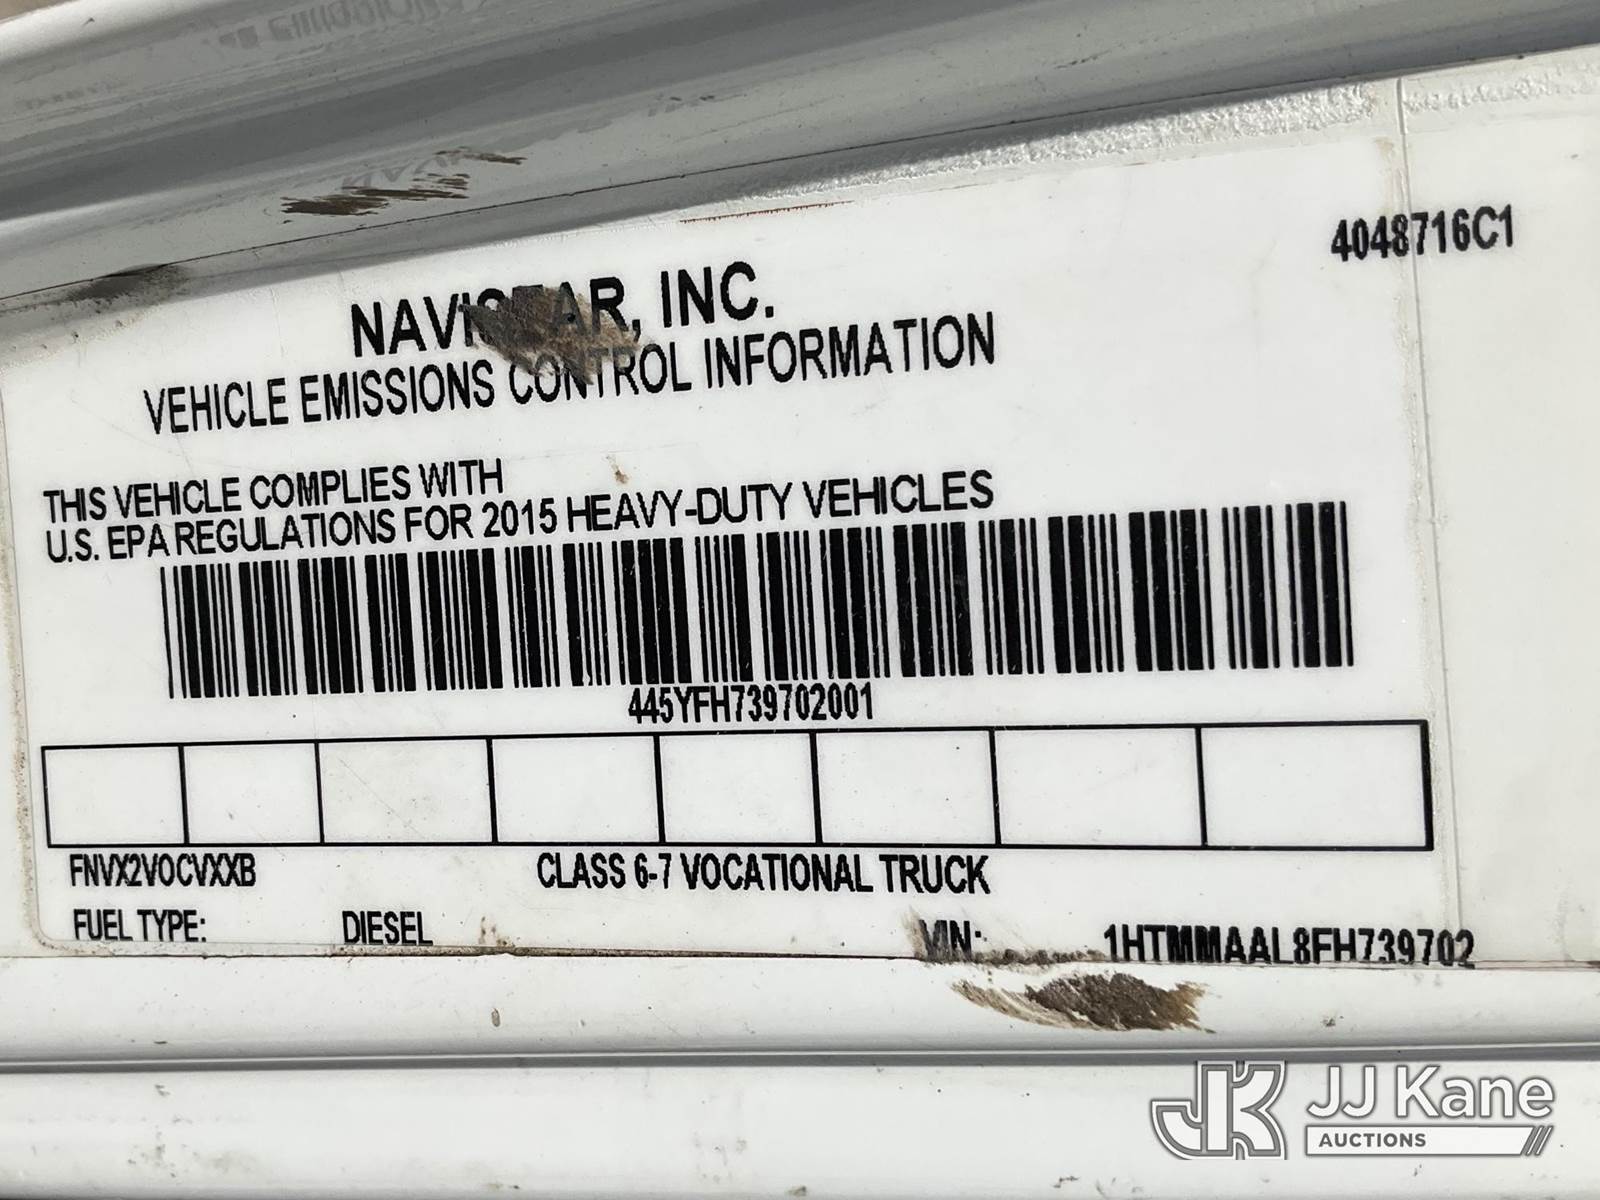 4048716C1
NAVISTAR, INC.
VEHICLE EMISSIONS CONTROL INFORMATION
THIS VEHICLE COMPLIES WITH
U.S. EPA REGULATIONS FOR 2015 HEAVY-DUTY VEHICLES
445YFH739702001
FNVX2VOCVXXB CLASS 6-7 VOCATIONAL TRUCK
FUEL TYPE: DIESEL VIN: 1HTMMAAL8FH739702
JK JJ Kane
AUCTIONS